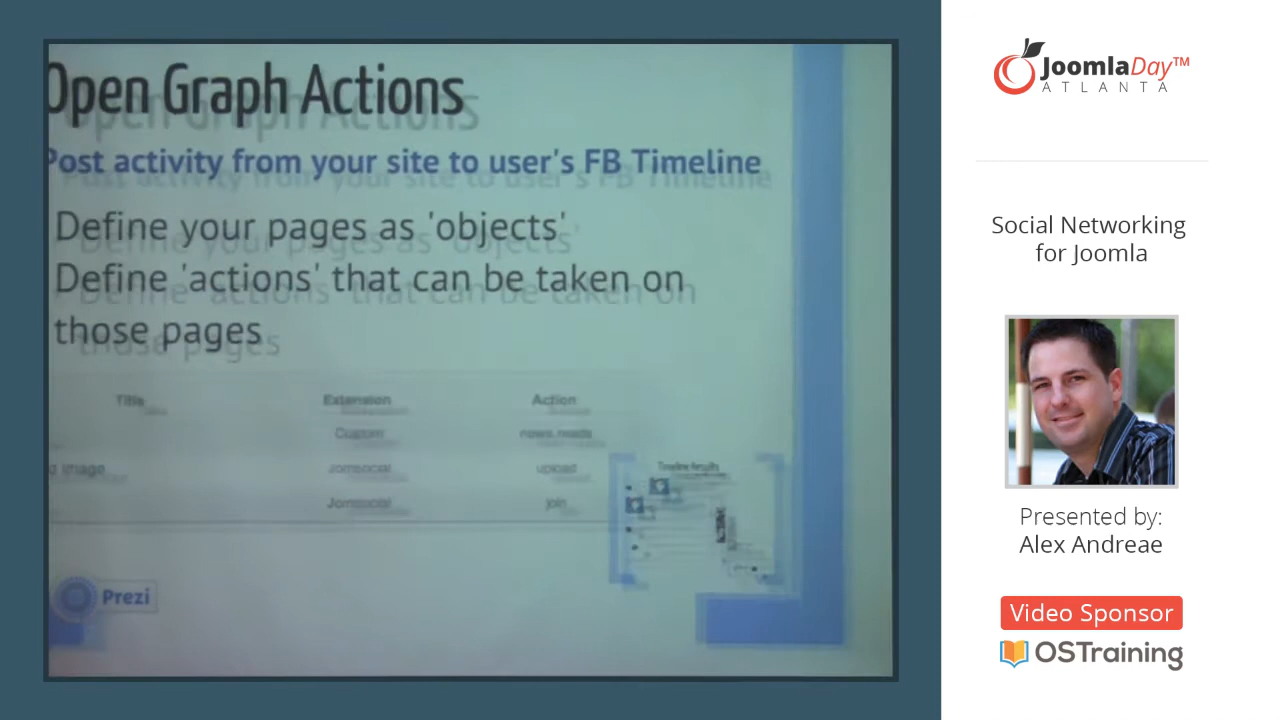 Open Graph Actions
Post activity from your site to user's FB Timeline
Define your pages as 'objects'
Define 'actions' that can be taken on
those pages
Title Extension Action
Custom news.reads
image Jomsocial upload
Jomsocial join
Timeline Results
Prezi
JoomlaDay™
ATLANTA
Social Networking
for Joomla
Presented by:
Alex Andreae
Video Sponsor
OSTraining